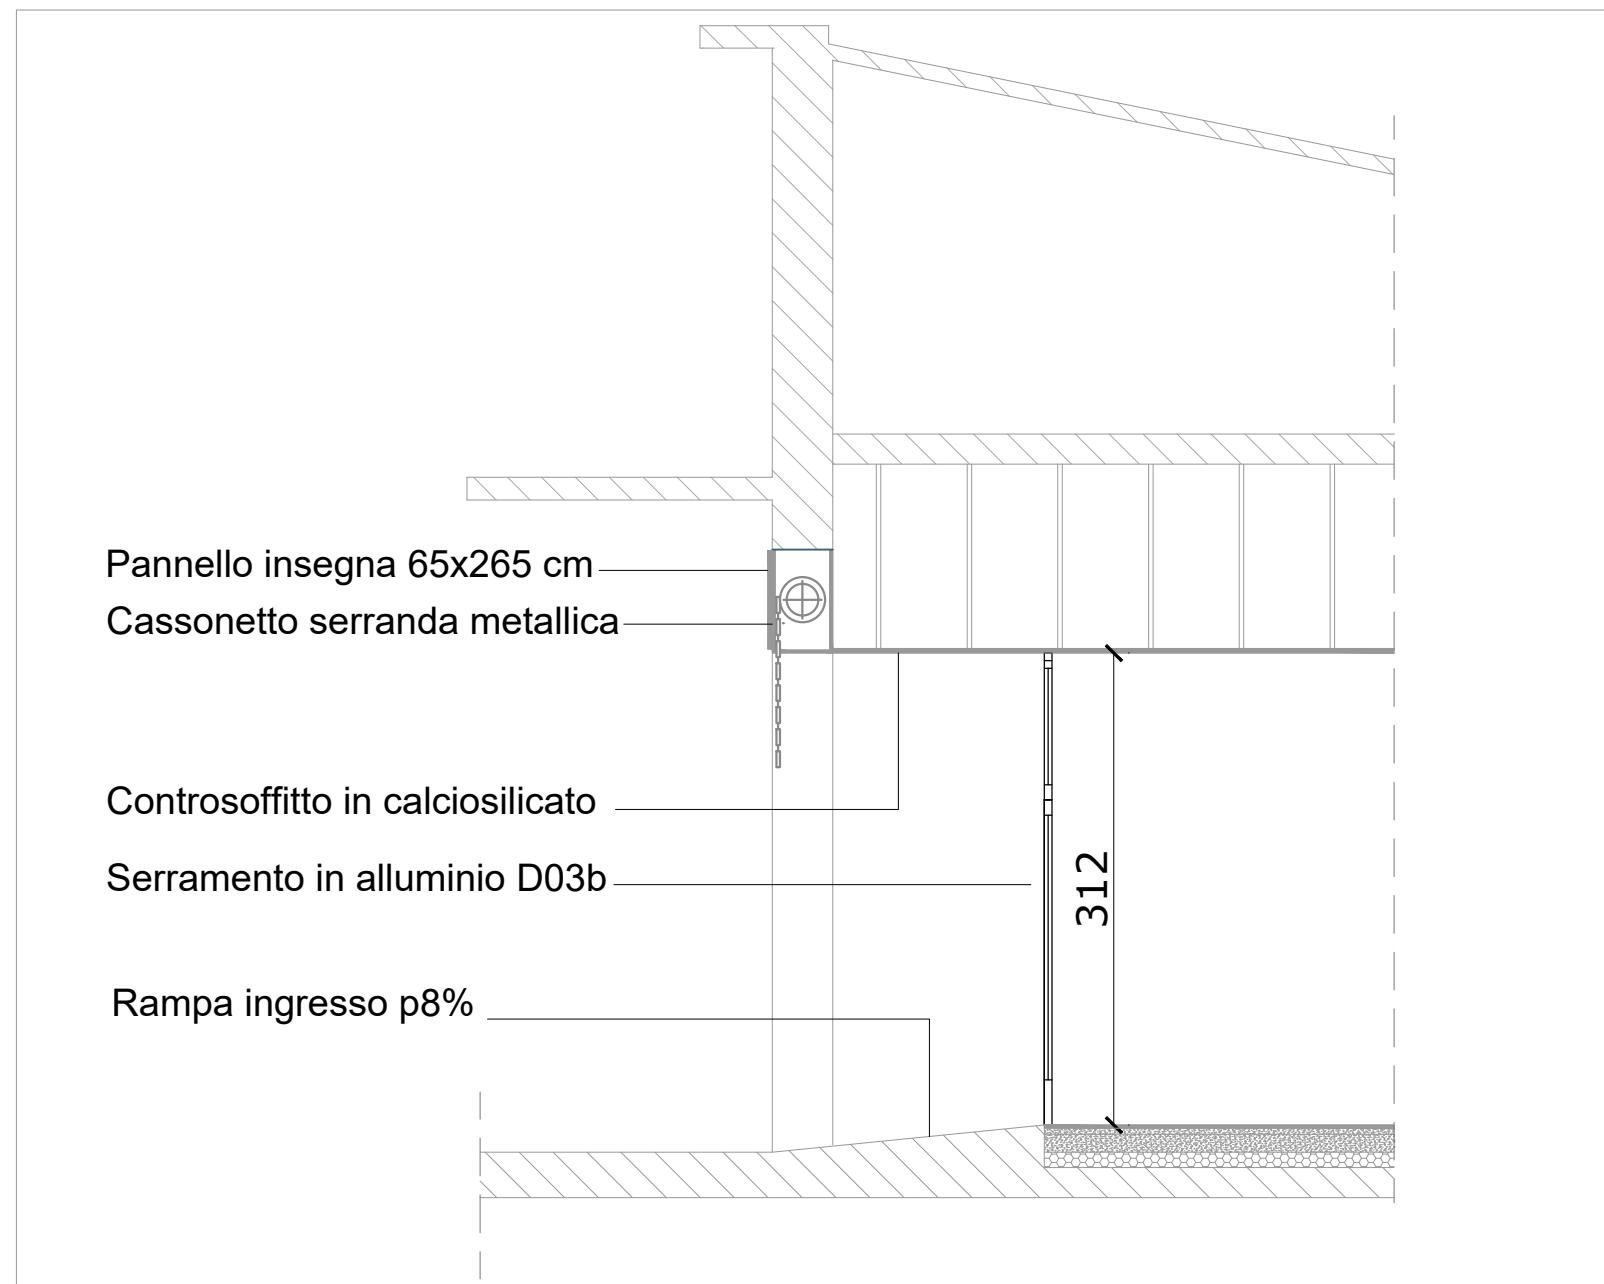 Pannello insegna 65x265 cm
Cassonetto serranda metallica
Controsoffitto in calciosilicato
Serramento in alluminio D03b
312
Rampa ingresso p8%